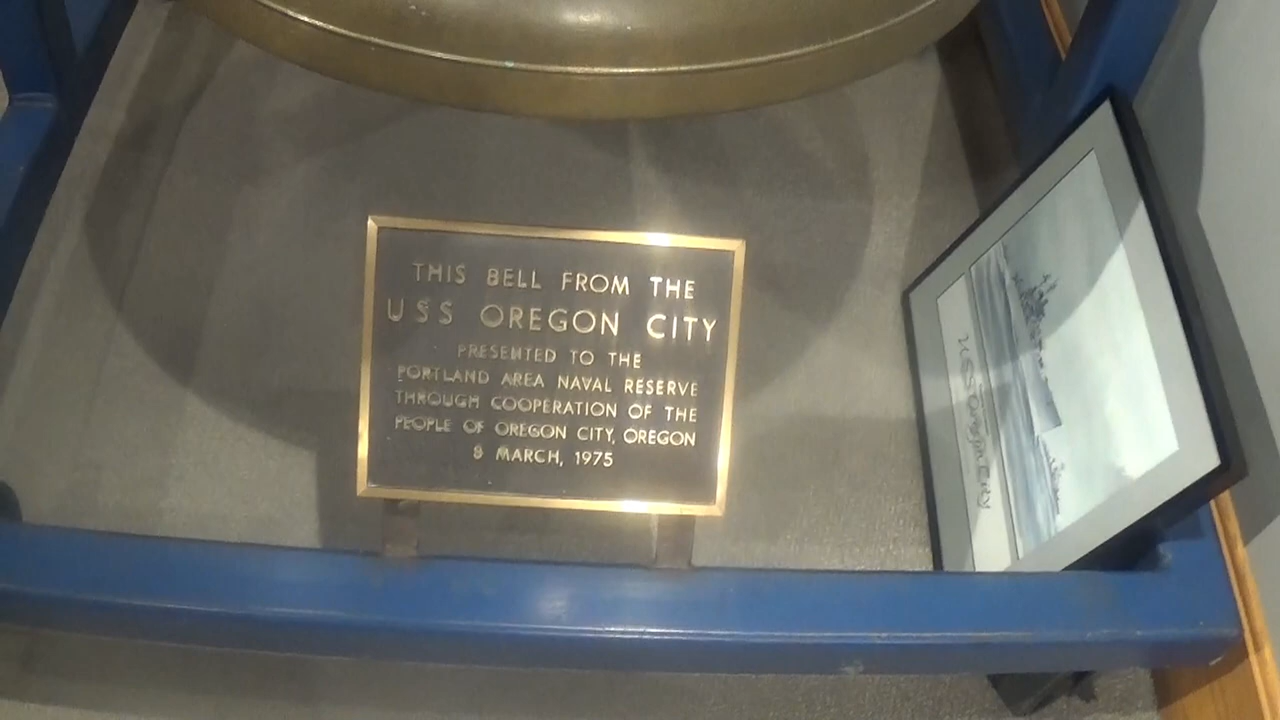 THIS BELL FROM THE
USS OREGON CITY
PRESENTED TO THE
PORTLAND AREA NAVAL RESERVE
THROUGH COOPERATION OF THE
PEOPLE OF OREGON CITY, OREGON
8 MARCH, 1975
USS Oregon City